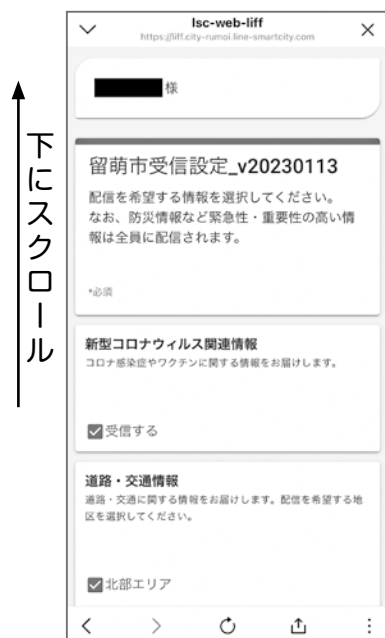 lsc-web-liff
https://liff.city-rumoi.line-smartcity.com
様
下にスクロール
留萌市受信設定_v20230113
配信を希望する情報を選択してください。
なお、防災情報など緊急性・重要性の高い情
報は全員に配信されます。
*必須
新型コロナウィルス関連情報
コロナ感染症やワクチンに関する情報をお届けします。
受信する
道路・交通情報
道路・交通に関する情報をお届けします。配信を希望する地
区を選択してください。
北部エリア